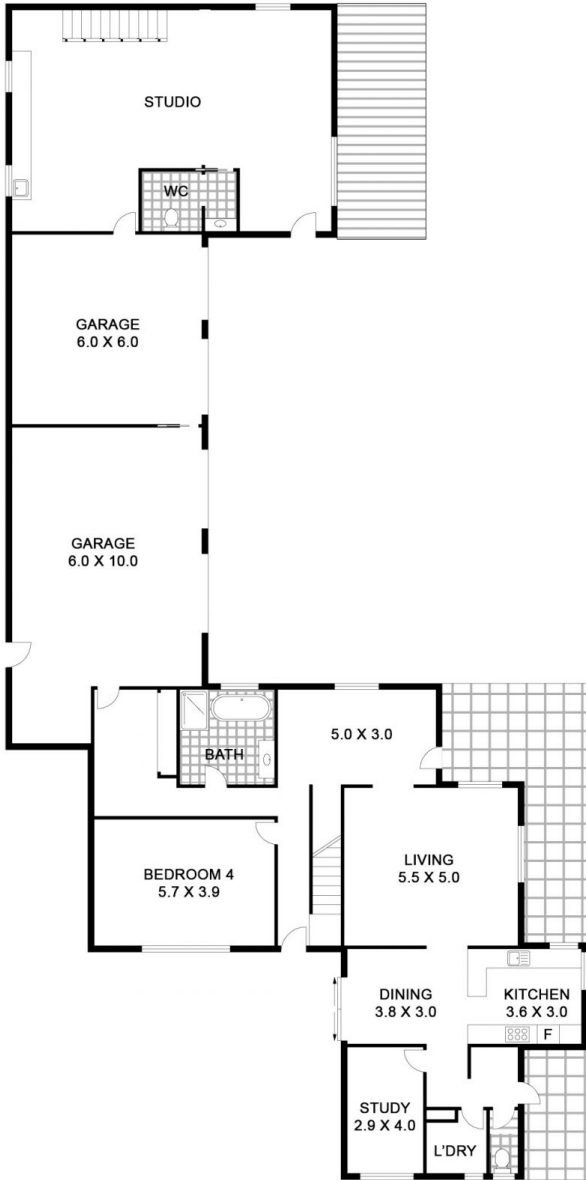 STUDIO
WC
GARAGE
6.0 X 6.0
GARAGE
6.0 X 10.0
BATH
5.0 X 3.0
BEDROOM 4
5.7 X 3.9
LIVING
5.5 X 5.0
DINING
3.8 X 3.0
KITCHEN
3.6 X 3.0
F
STUDY
2.9 X 4.0
L'DRY